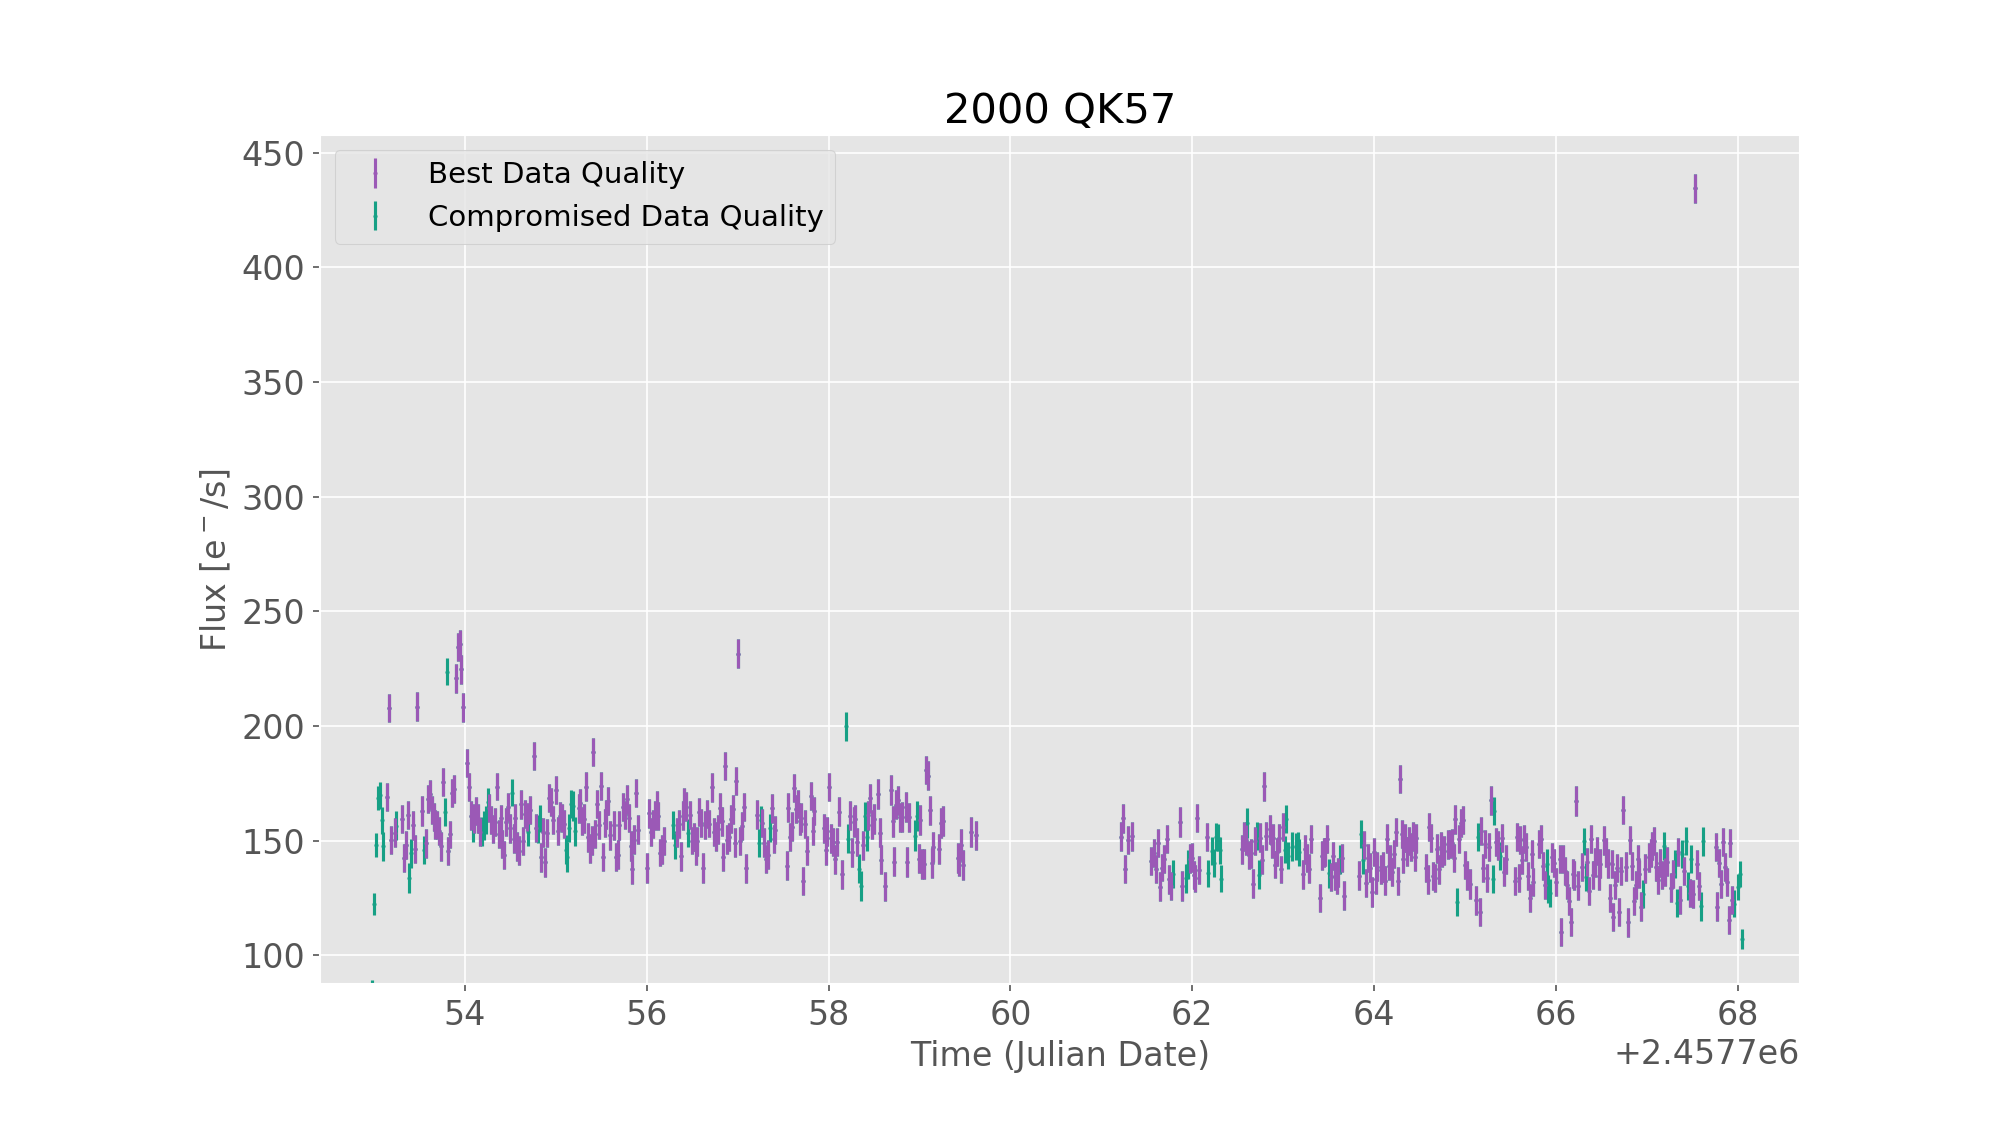 2000 QK57
Best Data Quality
Compromised Data Quality
450
400
350
300
250
200
150
100
Flux [e⁻/s]
54 56 58 60 62 64 66 68
Time (Julian Date)
+2.4577e6